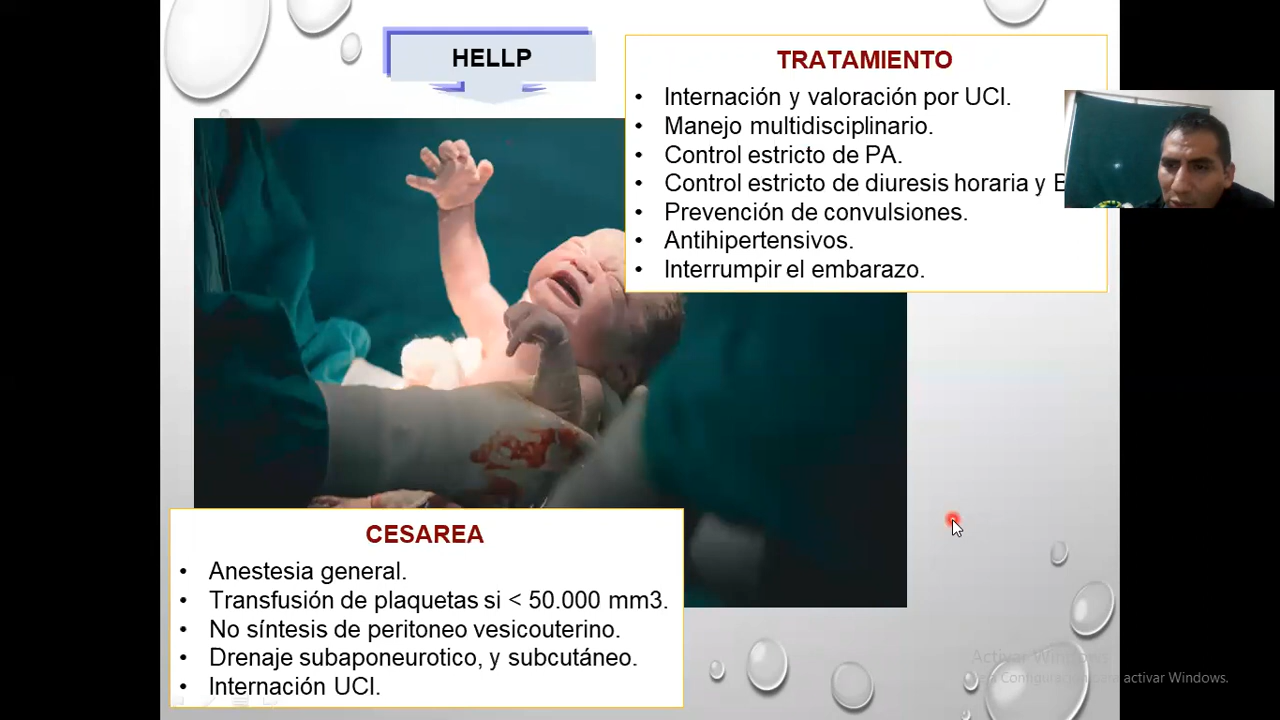 HELLP
TRATAMIENTO
• Internación y valoración por UCI.
• Manejo multidisciplinario.
• Control estricto de PA.
• Control estricto de diuresis horaria y
• Prevención de convulsiones.
• Antihipertensivos.
• Interrumpir el embarazo.
CESAREA
• Anestesia general.
• Transfusión de plaquetas si < 50.000 mm3.
• No síntesis de peritoneo vesicouterino.
• Drenaje subaponeurotico, y subcutáneo.
• Internación UCI.
Activar Windows
activar Windows.